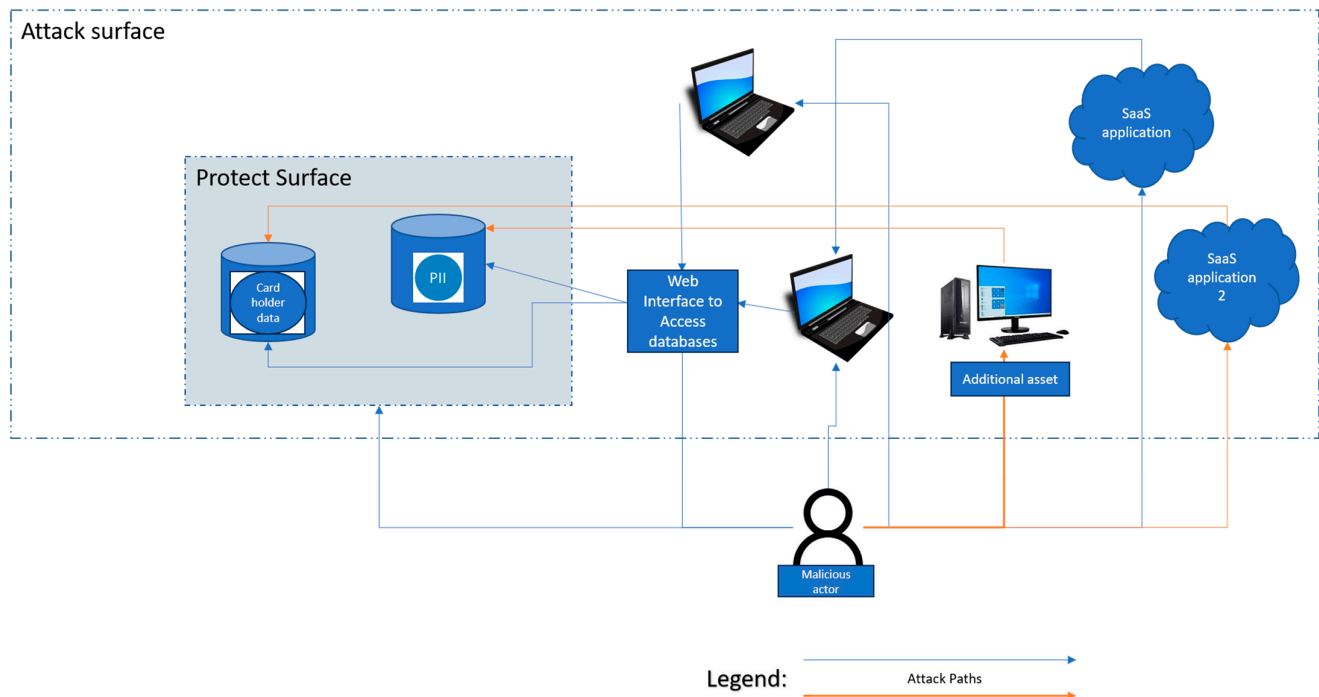 Attack surface
SaaS
application
Protect Surface
PII
Card
holder
data
Web
Interface to
Access
databases
SaaS
application
2
Additional asset
Malicious
actor
Legend:
Attack Paths